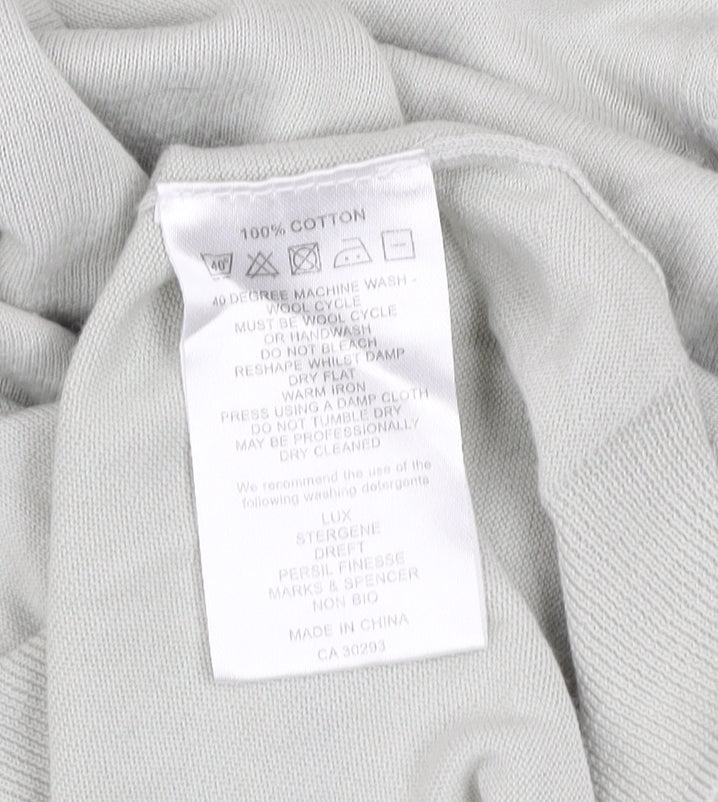 100% COTTON
40°
40 DEGREE MACHINE WASH -
WOOL CYCLE
MUST BE WOOL CYCLE
OR HANDWASH
DO NOT BLEACH
RESHAPE WHILST DAMP
DRY FLAT
WARM IRON
PRESS USING A DAMP CLOTH
DO NOT TUMBLE DRY
MAY BE PROFESSIONALLY
DRY CLEANED
We recommend the use of the
following washing detergents
LUX
STERGENE
DREFT
PERSIL FINESSE
MARKS & SPENCER
NON BIO
MADE IN CHINA
CA 30293